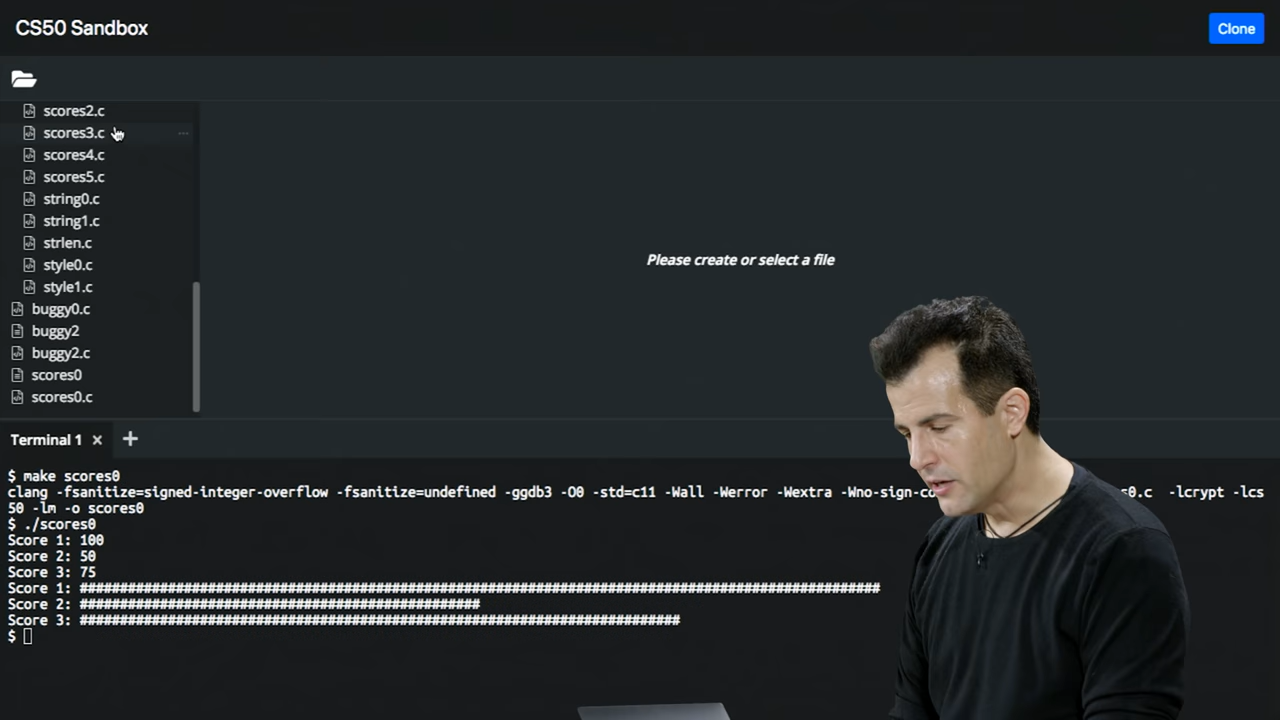 CS50 Sandbox
Clone
scores2.c
scores3.c
scores4.c
scores5.c
string0.c
string1.c
strlen.c
style0.c
style1.c
buggy0.c
buggy2
buggy2.c
scores0
scores0.c
Please create or select a file
Terminal 1 × +
$ make scores0
clang -fsanitize=signed-integer-overflow -fsanitize=undefined -ggdb3 -O0 -std=c11 -Wall -Werror -Wextra -Wno-sign-co s0.c -lcrypt -lcs
50 -lm -o scores0
$ ./scores0
Score 1: 100
Score 2: 50
Score 3: 75
Score 1: ####################################################################################################
Score 2: ##################################################
Score 3: ###########################################################################
$